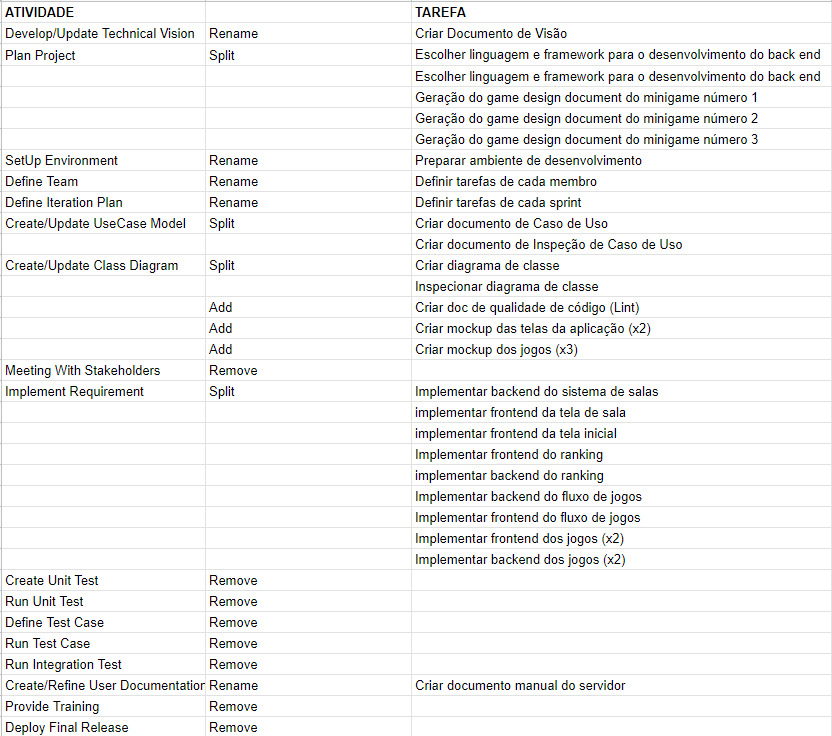 ATIVIDADE TAREFA
Develop/Update Technical Vision Rename Criar Documento de Visão
Plan Project Split Escolher linguagem e framework para o desenvolvimento do back end
Escolher linguagem e framework para o desenvolvimento do back end
Geração do game design document do minigame número 1
Geração do game design document do minigame número 2
Geração do game design document do minigame número 3
SetUp Environment Rename Preparar ambiente de desenvolvimento
Define Team Rename Definir tarefas de cada membro
Define Iteration Plan Rename Definir tarefas de cada sprint
Create/Update UseCase Model Split Criar documento de Caso de Uso
Criar documento de Inspeção de Caso de Uso
Create/Update Class Diagram Split Criar diagrama de classe
Inspecionar diagrama de classe
Add Criar doc de qualidade de código (Lint)
Add Criar mockup das telas da aplicação (x2)
Add Criar mockup dos jogos (x3)
Meeting With Stakeholders Remove
Implement Requirement Split Implementar backend do sistema de salas
implementar frontend da tela de sala
implementar frontend da tela inicial
Implementar frontend do ranking
implementar backend do ranking
Implementar backend do fluxo de jogos
Implementar frontend do fluxo de jogos
Implementar frontend dos jogos (x2)
Implementar backend dos jogos (x2)
Create Unit Test Remove
Run Unit Test Remove
Define Test Case Remove
Run Test Case Remove
Run Integration Test Remove
Create/Refine User Documentation Rename Criar documento manual do servidor
Provide Training Remove
Deploy Final Release Remove